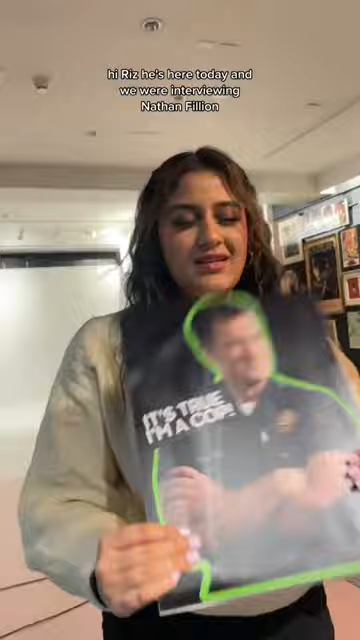 hi Riz he's here today and
we were interviewing
Nathan Fillion
IT'S TRUE
I'M A COP!